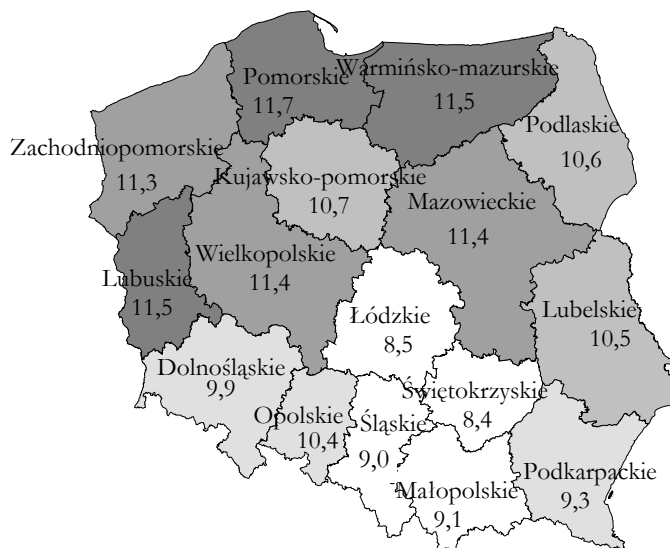 Pomorskie
11,7
Warmińsko-mazurskie
11,5
Podlaskie
10,6
Zachodniopomorskie
11,3
Kujawsko-pomorskie
10,7
Mazowieckie
11,4
Wielkopolskie
11,4
Lubuskie
11,5
Łódzkie
8,5
Lubelskie
10,5
Dolnośląskie
9,9
Opolskie
10,4
Śląskie
9,0
Świętokrzyskie
8,4
Małopolskie
9,1
Podkarpackie
9,3